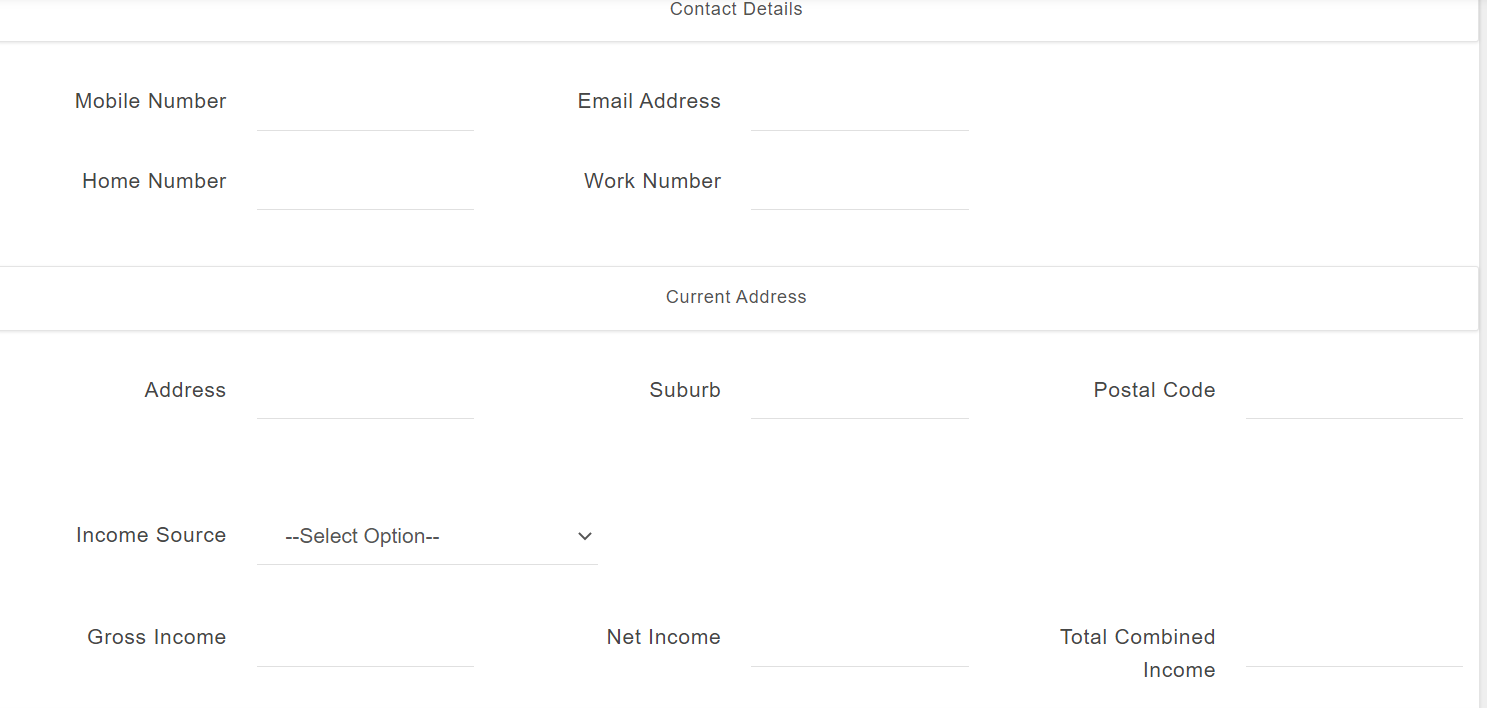 Contact Details
Mobile Number
Email Address
Home Number
Work Number
Current Address
Address
Suburb
Postal Code
Income Source
--Select Option--
Gross Income
Net Income
Total Combined
Income